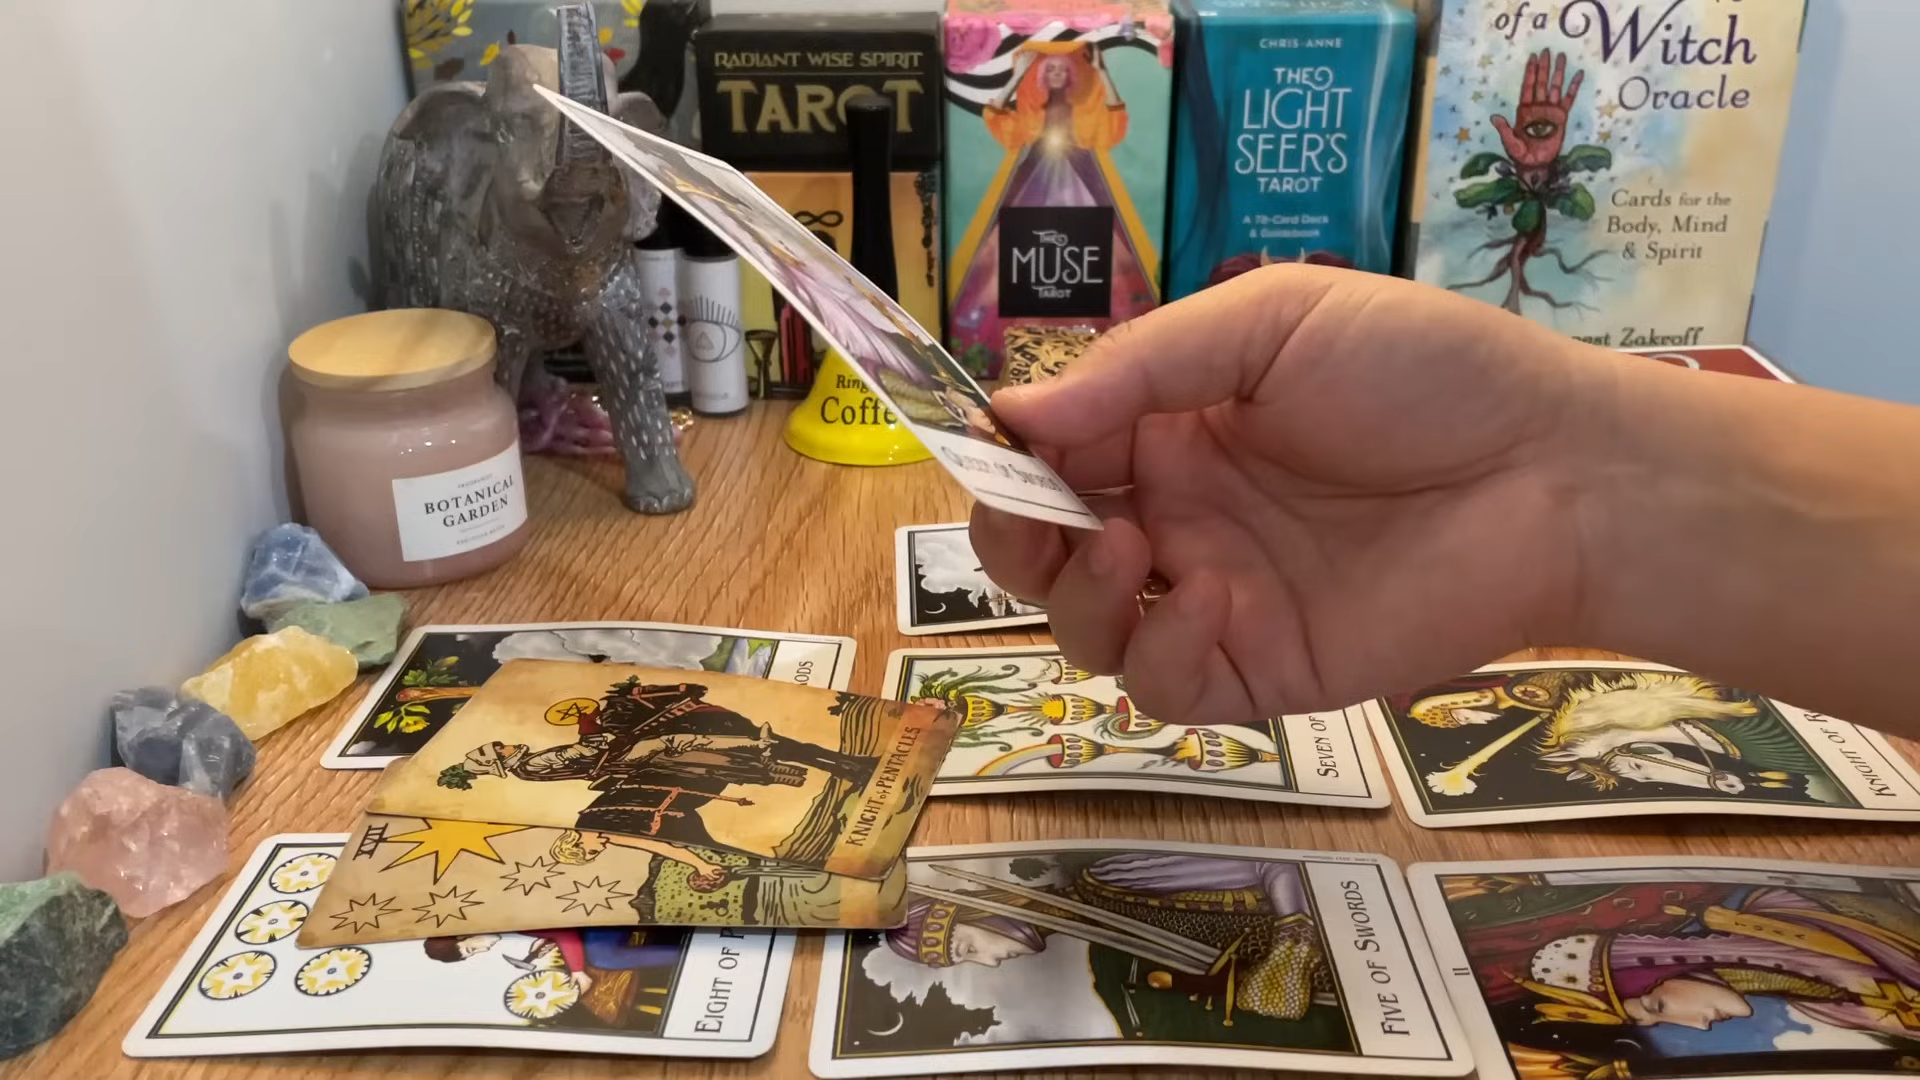 RADIANT WISE SPIRIT
TAROT
THE
MUSE
TAROT
CHRIS-ANNE
THE
LIGHT
SEER'S
TAROT
A 78-Card Deck
& Guidebook
of a Witch
Oracle
Cards for the
Body, Mind
& Spirit
Zakroff
Coffe
BOTANICAL
GARDEN
QUEEN OF SWORDS
SEVEN OF
KNIGHT OF
KNIGHT OF PENTACLES
XVII
EIGHT OF
FIVE OF SWORDS
II